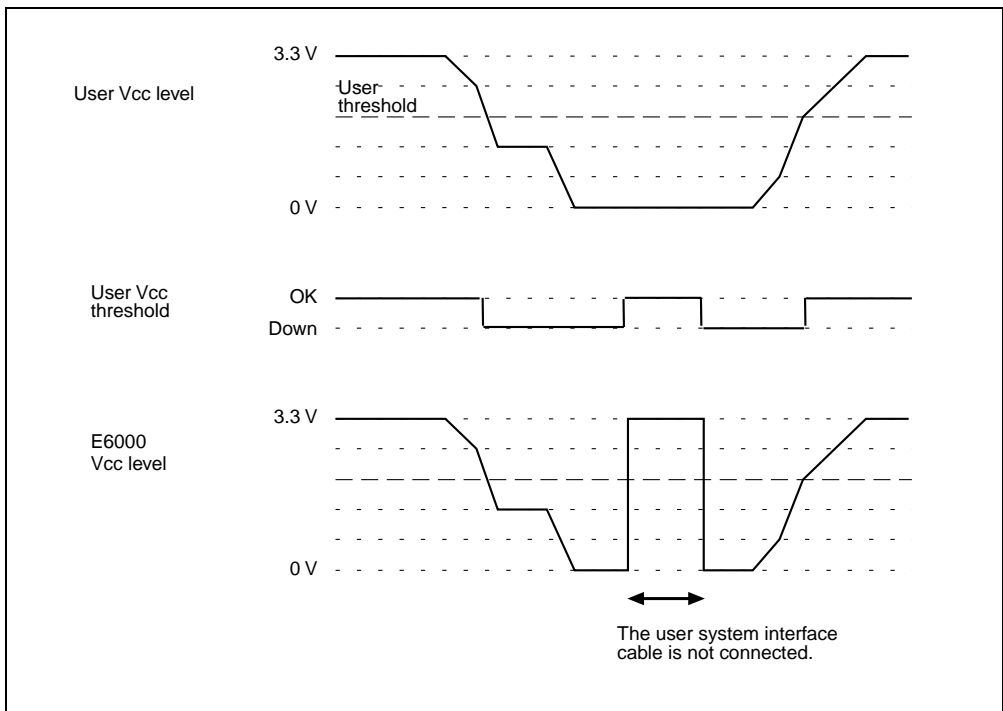 3.3 V
User Vcc level
User
threshold
0 V
User Vcc
threshold
OK
Down
3.3 V
E6000
Vcc level
0 V
The user system interface
cable is not connected.